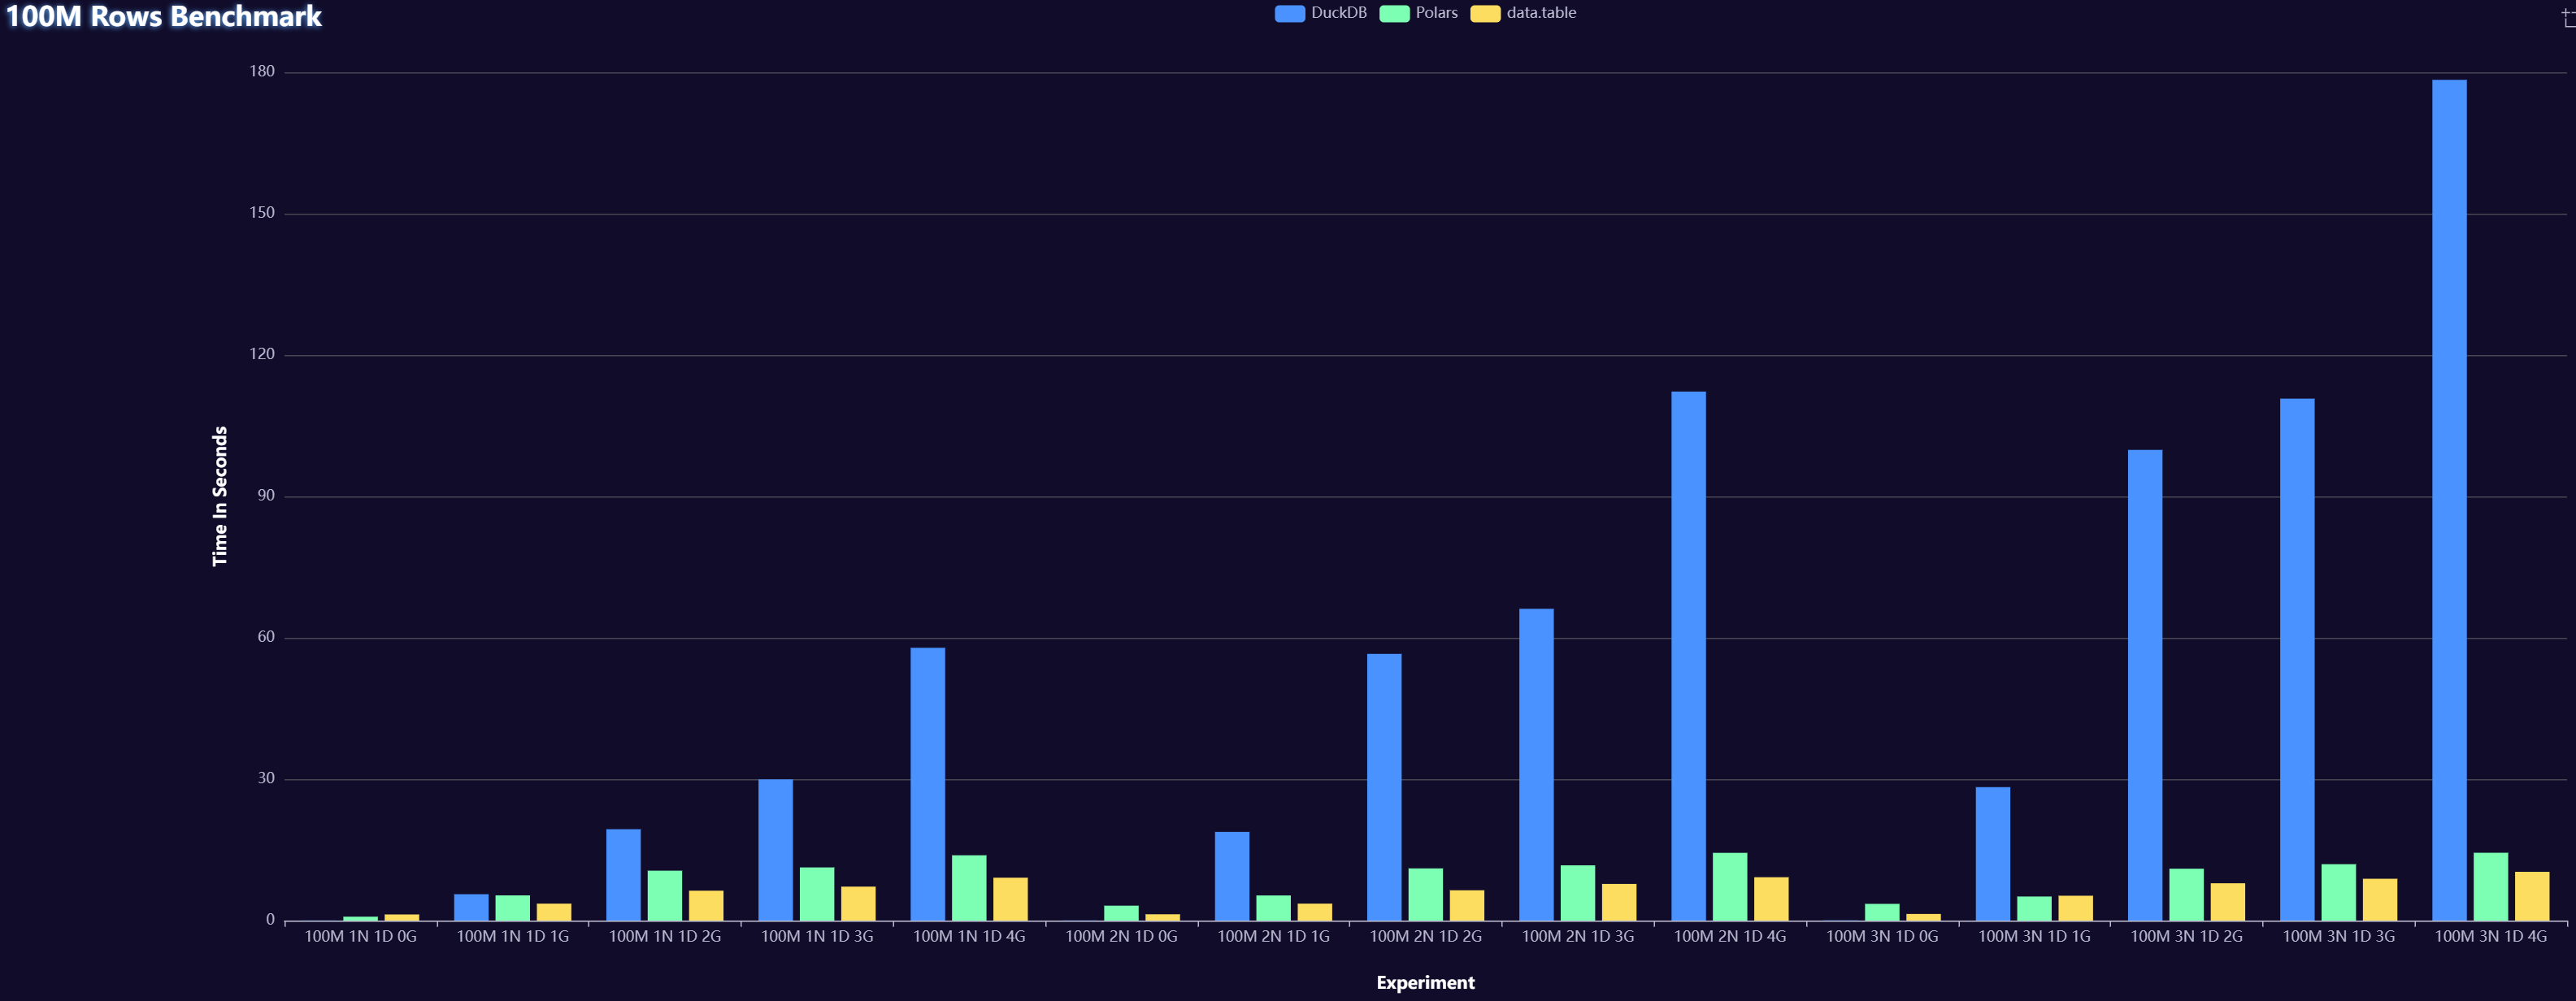 100M Rows Benchmark
DuckDB Polars data.table
180
150
120
90
60
30
0
Time In Seconds
100M 1N 1D 0G 100M 1N 1D 1G 100M 1N 1D 2G 100M 1N 1D 3G 100M 1N 1D 4G 100M 2N 1D 0G 100M 2N 1D 1G 100M 2N 1D 2G 100M 2N 1D 3G 100M 2N 1D 4G 100M 3N 1D 0G 100M 3N 1D 1G 100M 3N 1D 2G 100M 3N 1D 3G 100M 3N 1D 4G
Experiment